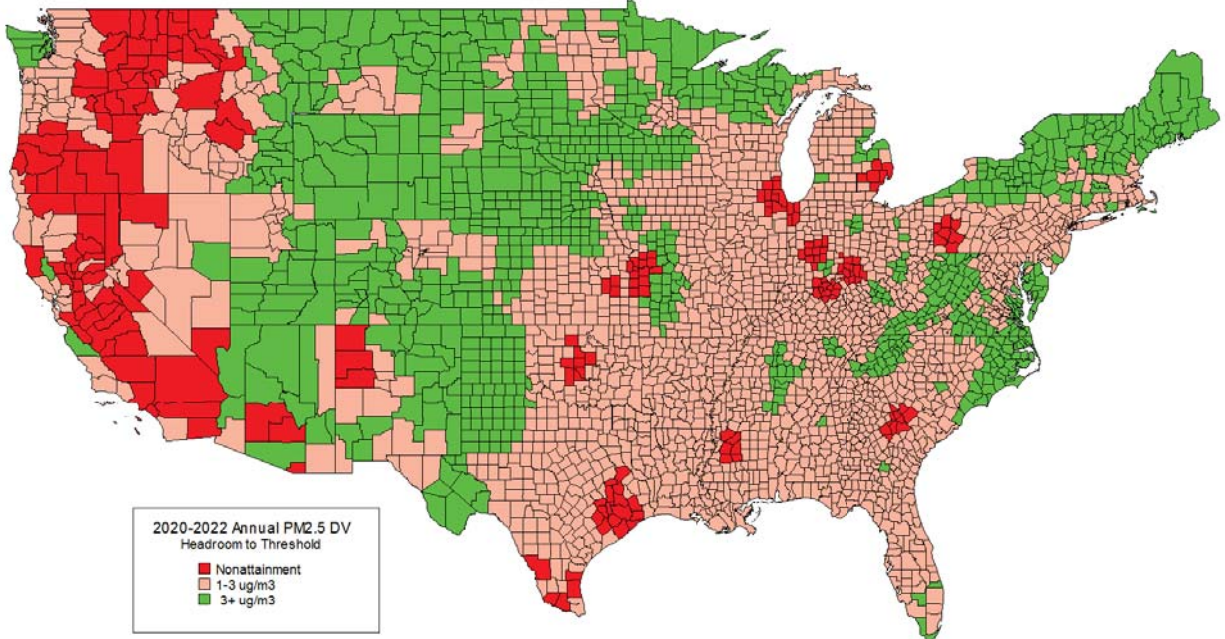 2020-2022 Annual PM2.5 DV
Headroom to Threshold
Nonattainment
1-3 ug/m3
3+ ug/m3